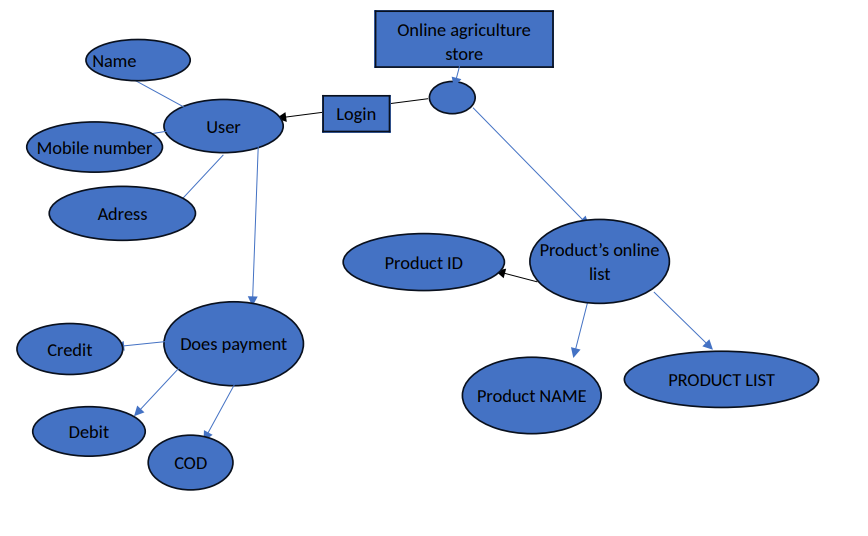 Online agriculture
store
Name
Login
User
Mobile number
Adress
Product’s online
list
Product ID
Does payment
Credit
PRODUCT LIST
Product NAME
Debit
COD